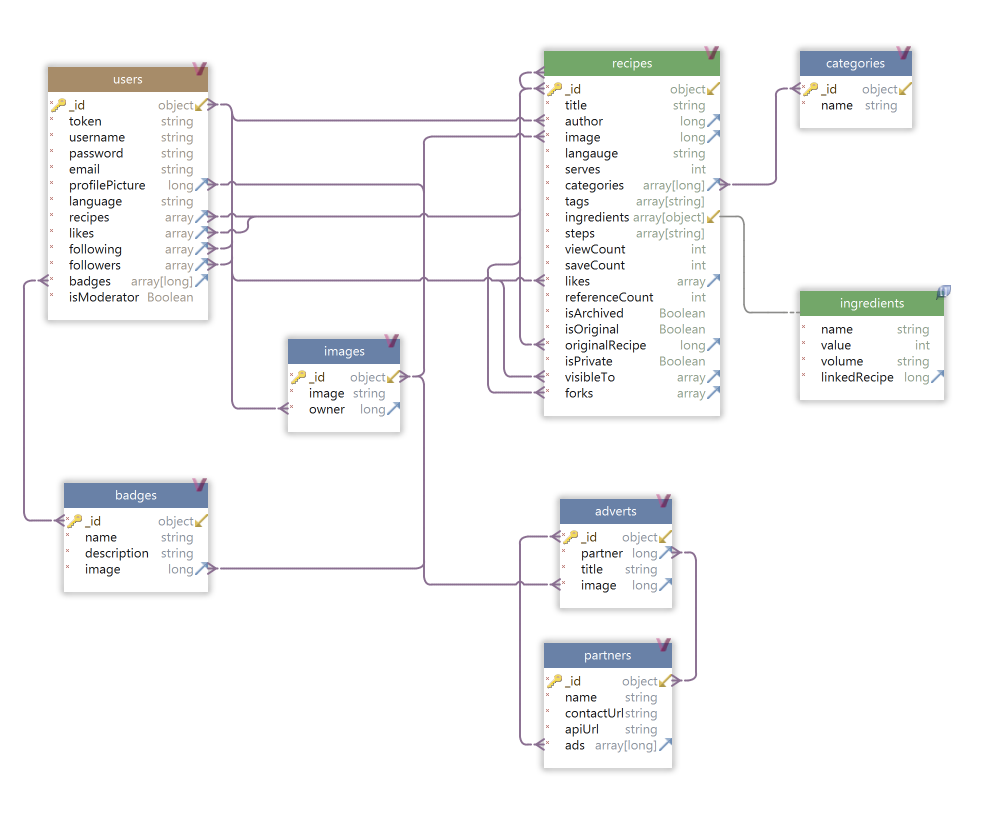 users
_id object
token string
username string
password string
email string
profilePicture long
language string
recipes array
likes array
following array
followers array
badges array[long]
isModerator Boolean
recipes
_id object
title string
author long
image long
langauge string
serves int
categories array[long]
tags array[string]
ingredients array[object]
steps array[string]
viewCount int
saveCount int
likes array
referenceCount int
isArchived Boolean
isOriginal Boolean
originalRecipe long
isPrivate Boolean
visibleTo array
forks array
categories
_id object
name string
ingredients
name string
value int
volume string
linkedRecipe long
images
_id object
image string
owner long
badges
_id object
name string
description string
image long
adverts
_id object
partner long
title string
image long
partners
_id object
name string
contactUrl string
apiUrl string
ads array[long]